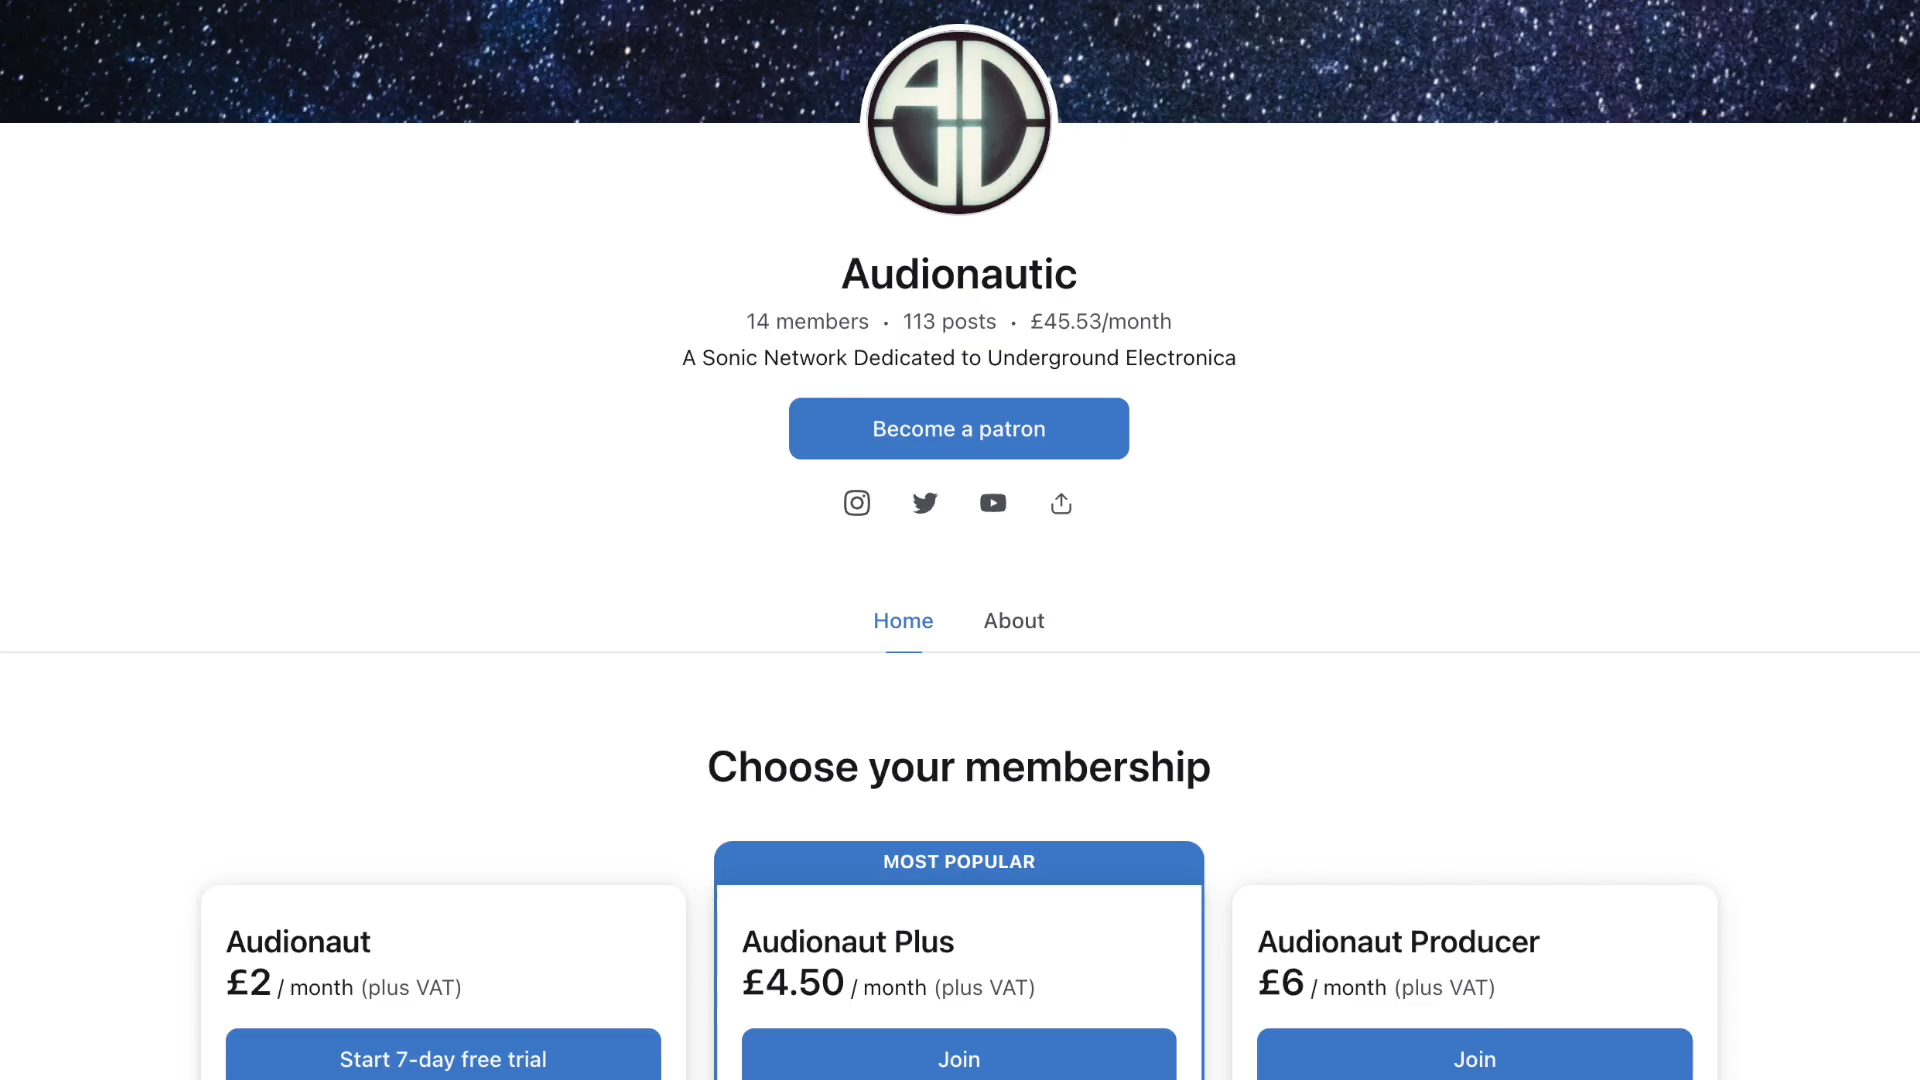 Audionautic
14 members · 113 posts · £45.53/month
A Sonic Network Dedicated to Underground Electronica
Become a patron
Home About
Choose your membership
MOST POPULAR
Audionaut
£2 / month (plus VAT)
Start 7-day free trial
Audionaut Plus
£4.50 / month (plus VAT)
Join
Audionaut Producer
£6 / month (plus VAT)
Join